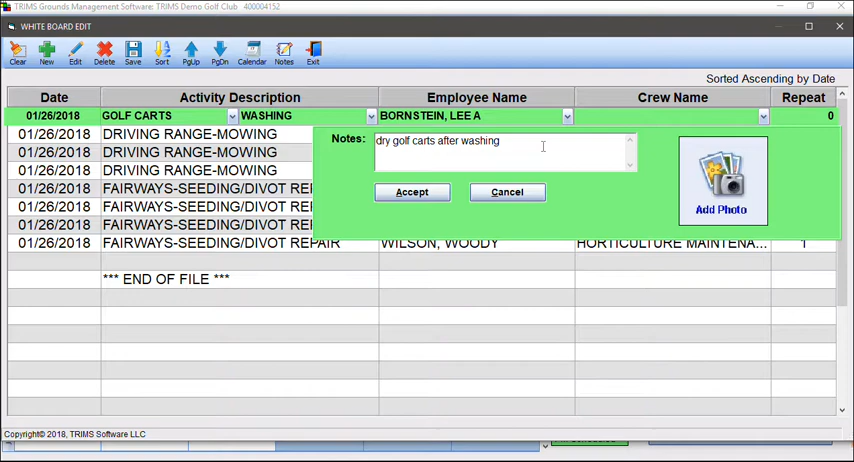 TRIMS Grounds Management Software: TRIMS Demo Golf Club 400004152
WHITE BOARD EDIT
Clear New Edit Delete Save Sort PgUp PgDn Calendar Notes Exit
Sorted Ascending by Date
Date Activity Description Employee Name Crew Name Repeat
01/26/2018 GOLF CARTS WASHING BORNSTEIN, LEE A 0
01/26/2018 DRIVING RANGE-MOWING
01/26/2018 DRIVING RANGE-MOWING
01/26/2018 DRIVING RANGE-MOWING
01/26/2018 FAIRWAYS-SEEDING/DIVOT REP
01/26/2018 FAIRWAYS-SEEDING/DIVOT REP
01/26/2018 FAIRWAYS-SEEDING/DIVOT REP
01/26/2018 FAIRWAYS-SEEDING/DIVOT REPAIR WILSON, WOODY HORTICULTURE MAINTENA... 1
*** END OF FILE ***
Notes: dry golf carts after washing
Accept Cancel
Add Photo
Copyright© 2018, TRIMS Software LLC